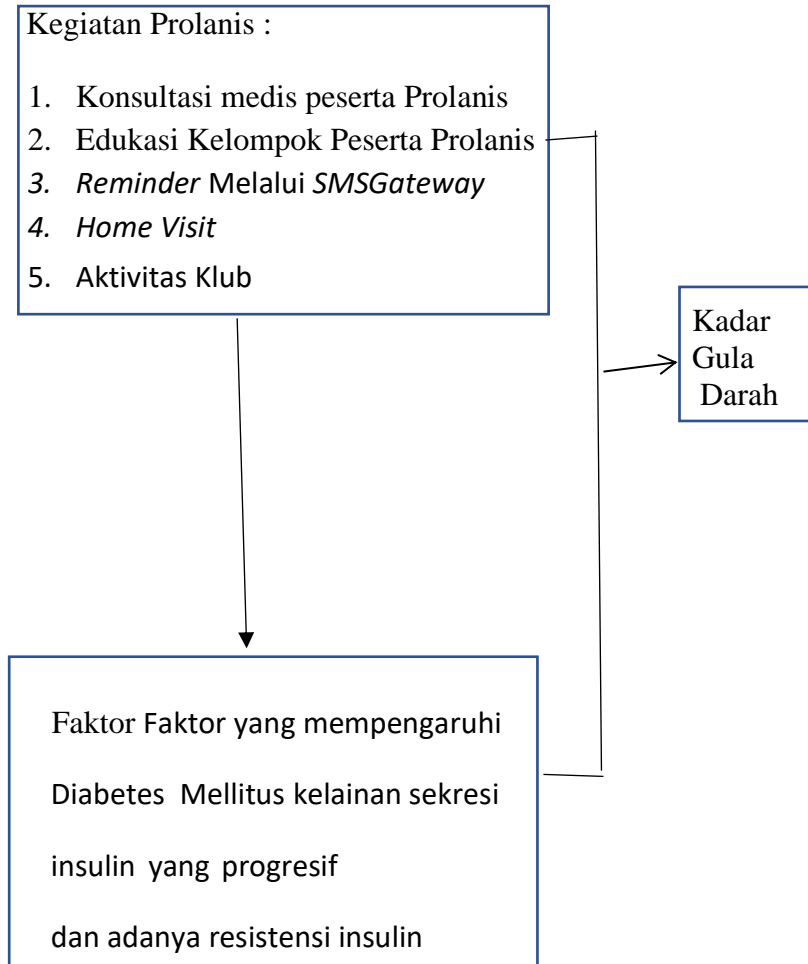 Kegiatan Prolanis :
1. Konsultasi medis peserta Prolanis
2. Edukasi Kelompok Peserta Prolanis
3. Reminder Melalui SMSGateway
4. Home Visit
5. Aktivitas Klub
Kadar
Gula
Darah
Faktor Faktor yang mempengaruhi
Diabetes Mellitus kelainan sekresi
insulin yang progresif
dan adanya resistensi insulin